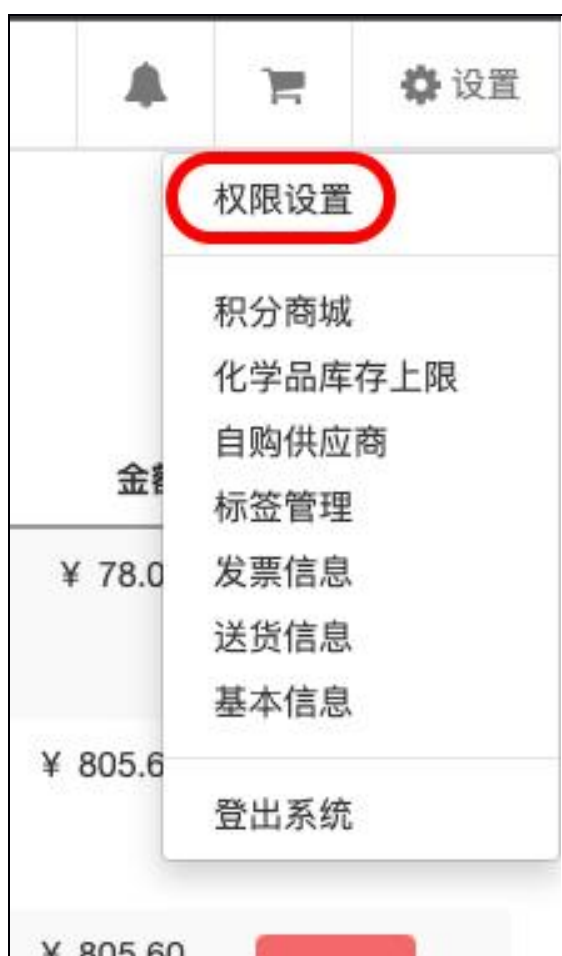 设置
权限设置
积分商城
化学品库存上限
自购供应商
金
标签管理
¥ 78.0
发票信息
送货信息
基本信息
¥ 805.6
登出系统
¥ 805.60